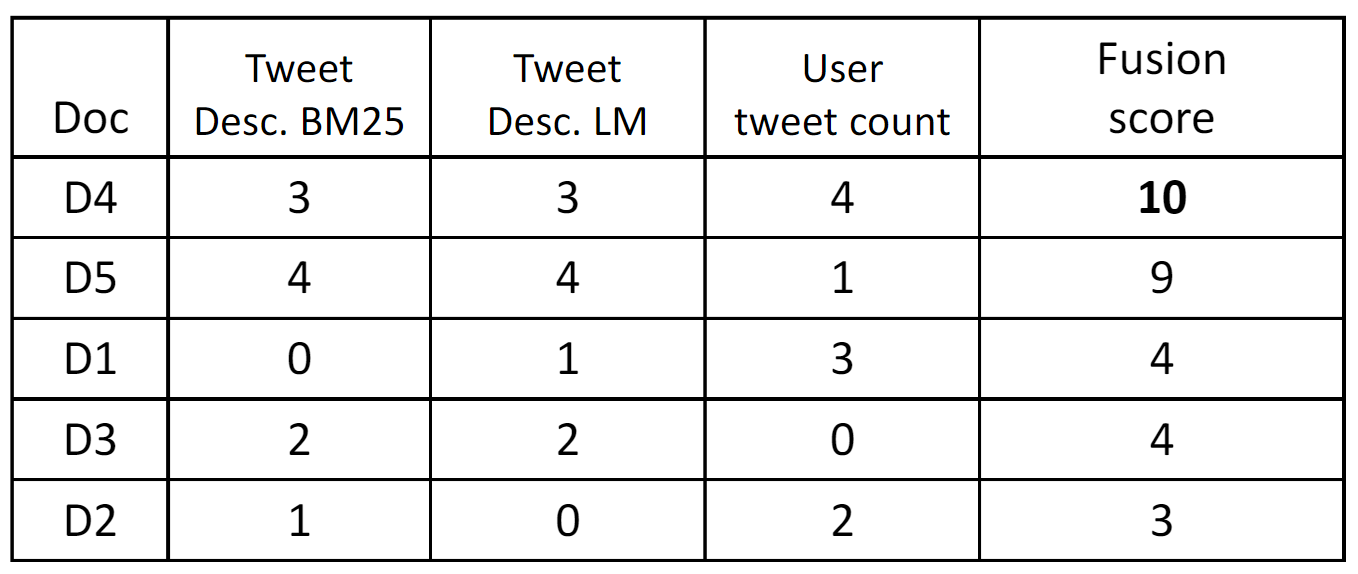 Doc | Tweet Desc. BM25 | Tweet Desc. LM | User tweet count | Fusion score
D4 | 3 | 3 | 4 | 10
D5 | 4 | 4 | 1 | 9
D1 | 0 | 1 | 3 | 4
D3 | 2 | 2 | 0 | 4
D2 | 1 | 0 | 2 | 3